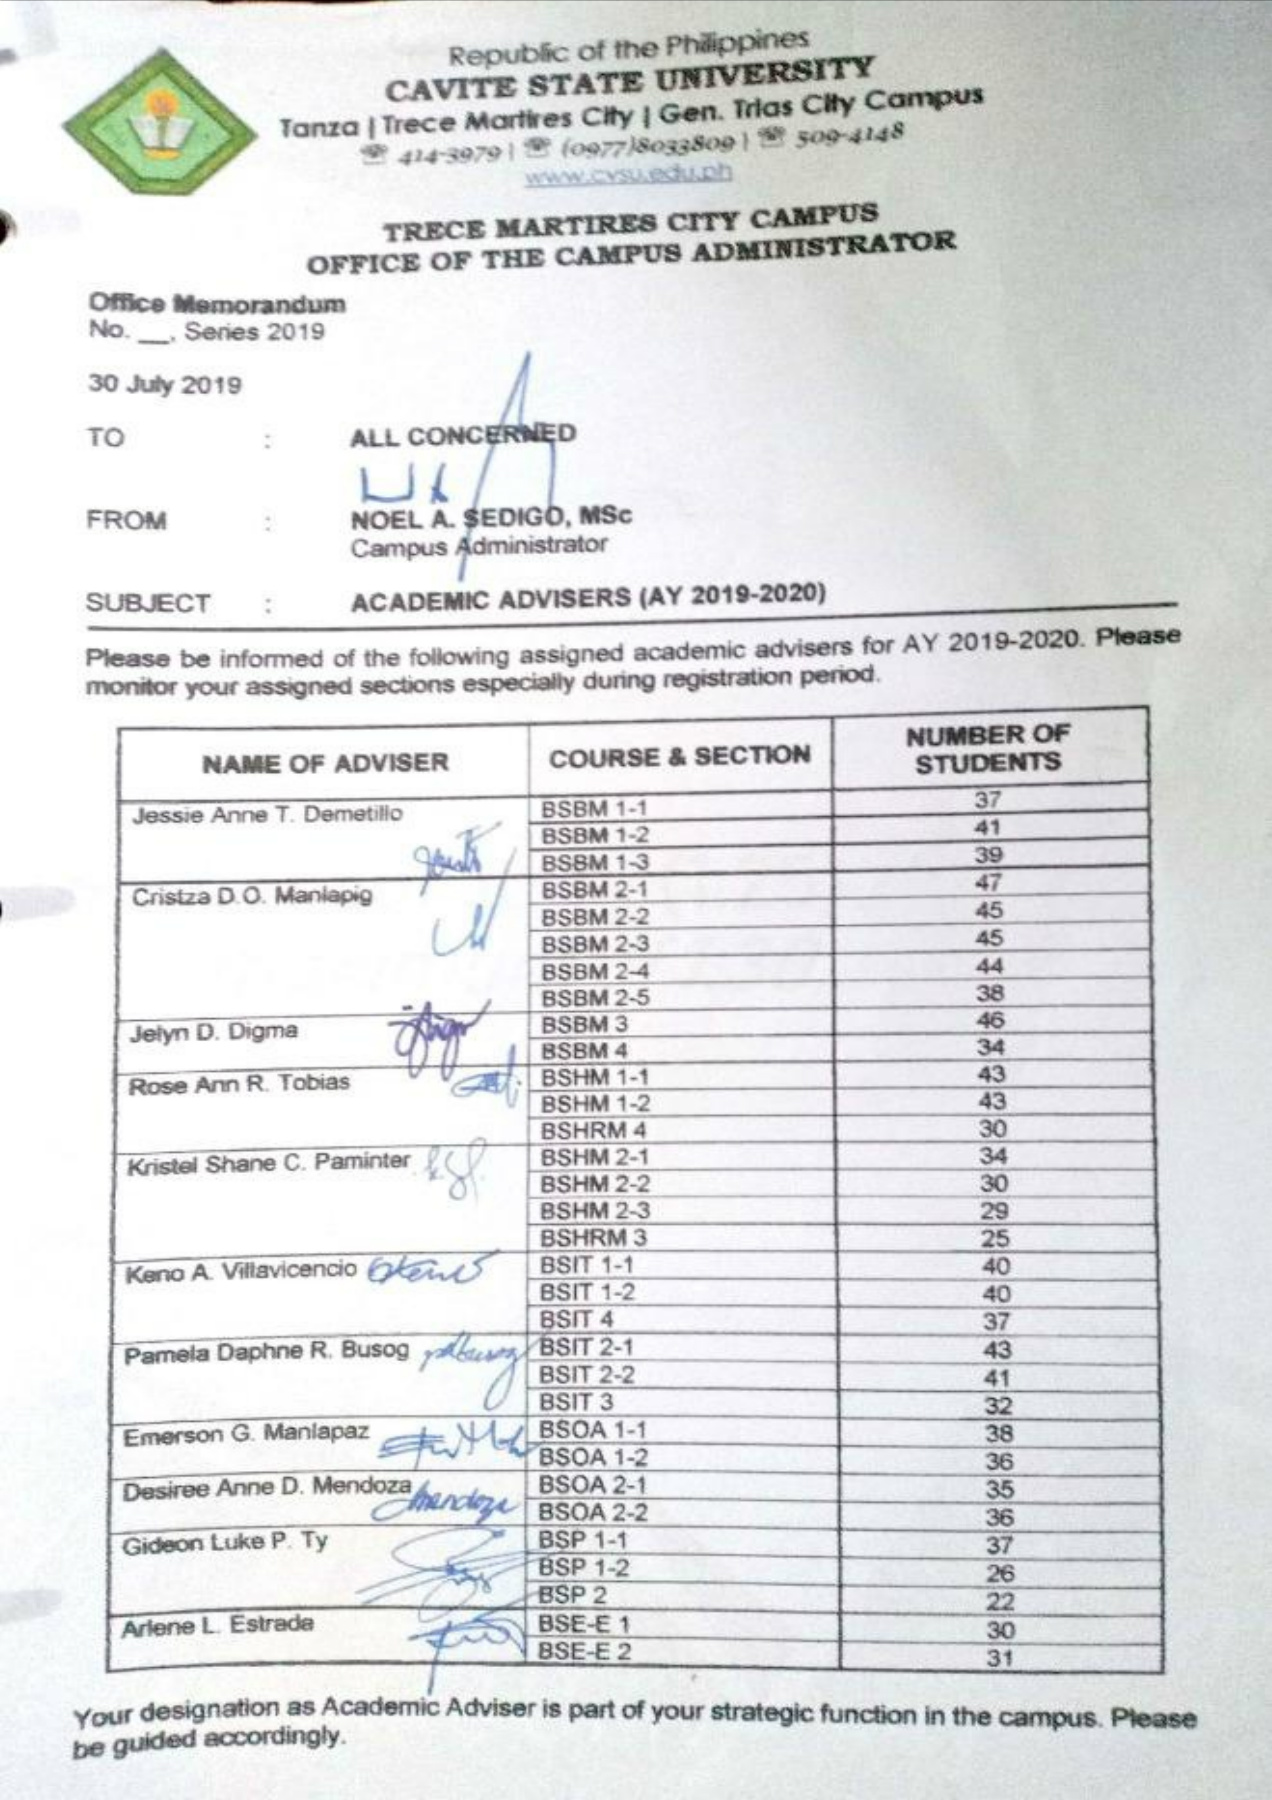 Republic of the Philippines
CAVITE STATE UNIVERSITY
Tanza | Trece Martires City | Gen. Trias City Campus
☏ 414-3979 | ☏ (0977)8033809 | ☏ 509-4148
www.cvsu.edu.ph
TRECE MARTIRES CITY CAMPUS
OFFICE OF THE CAMPUS ADMINISTRATOR
Office Memorandum
No. __, Series 2019
30 July 2019
TO : ALL CONCERNED
FROM : NOEL A. SEDIGO, MSc
Campus Administrator
SUBJECT : ACADEMIC ADVISERS (AY 2019-2020)
Please be informed of the following assigned academic advisers for AY 2019-2020. Please
monitor your assigned sections especially during registration period.
NAME OF ADVISER COURSE & SECTION NUMBER OF STUDENTS
Jessie Anne T. Demetillo BSBM 1-1 37
BSBM 1-2 41
BSBM 1-3 39
Cristza D.O. Manlapig BSBM 2-1 47
BSBM 2-2 45
BSBM 2-3 45
BSBM 2-4 44
BSBM 2-5 38
Jelyn D. Digma BSBM 3 46
BSBM 4 34
Rose Ann R. Tobias BSHM 1-1 43
BSHM 1-2 43
BSHRM 4 30
Kristel Shane C. Paminter BSHM 2-1 34
BSHM 2-2 30
BSHM 2-3 29
BSHRM 3 25
Keno A. Villavicencio BSIT 1-1 40
BSIT 1-2 40
BSIT 4 37
Pamela Daphne R. Busog BSIT 2-1 43
BSIT 2-2 41
BSIT 3 32
Emerson G. Manlapaz BSOA 1-1 38
BSOA 1-2 36
Desiree Anne D. Mendoza BSOA 2-1 35
BSOA 2-2 36
Gideon Luke P. Ty BSP 1-1 37
BSP 1-2 26
BSP 2 22
Arlene L. Estrada BSE-E 1 30
BSE-E 2 31
Your designation as Academic Adviser is part of your strategic function in the campus. Please
be guided accordingly.